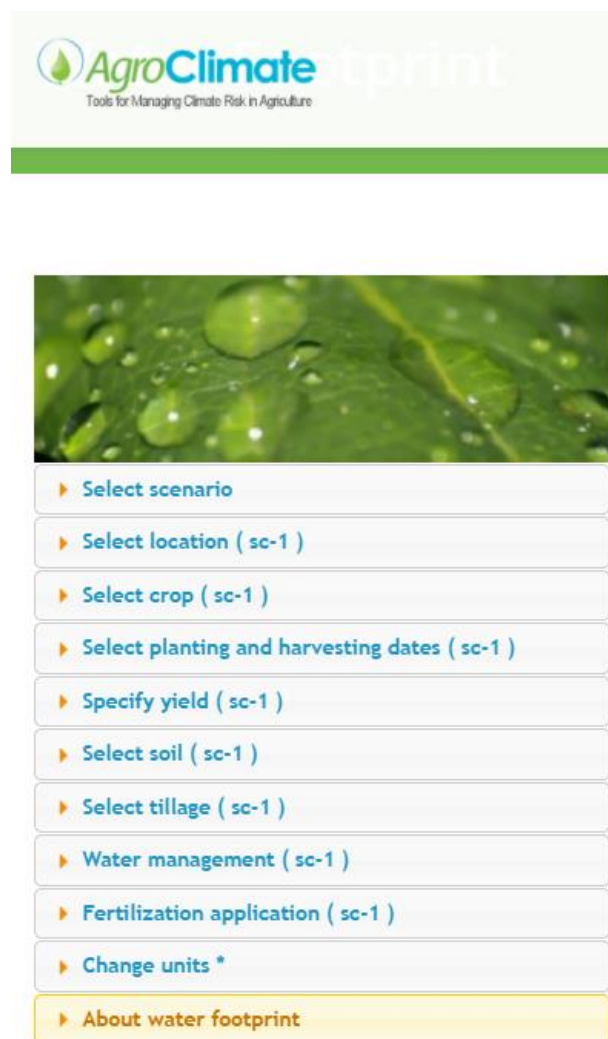 AgroClimate
tprint
Tools for Managing Climate Risk in Agriculture
Select scenario
Select location ( sc-1 )
Select crop ( sc-1 )
Select planting and harvesting dates ( sc-1 )
Specify yield ( sc-1 )
Select soil ( sc-1 )
Select tillage ( sc-1 )
Water management ( sc-1 )
Fertilization application ( sc-1 )
Change units *
About water footprint